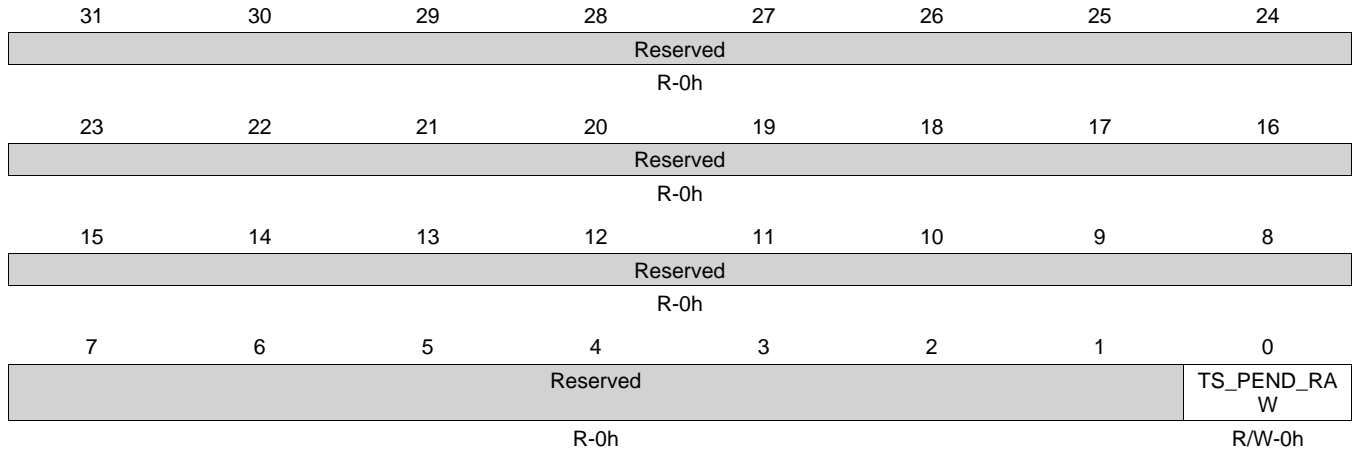 31 30 29 28 27 26 25 24
Reserved
R-0h
23 22 21 20 19 18 17 16
Reserved
R-0h
15 14 13 12 11 10 9 8
Reserved
R-0h
7 6 5 4 3 2 1 0
Reserved TS_PEND_RA
W
R-0h R/W-0h